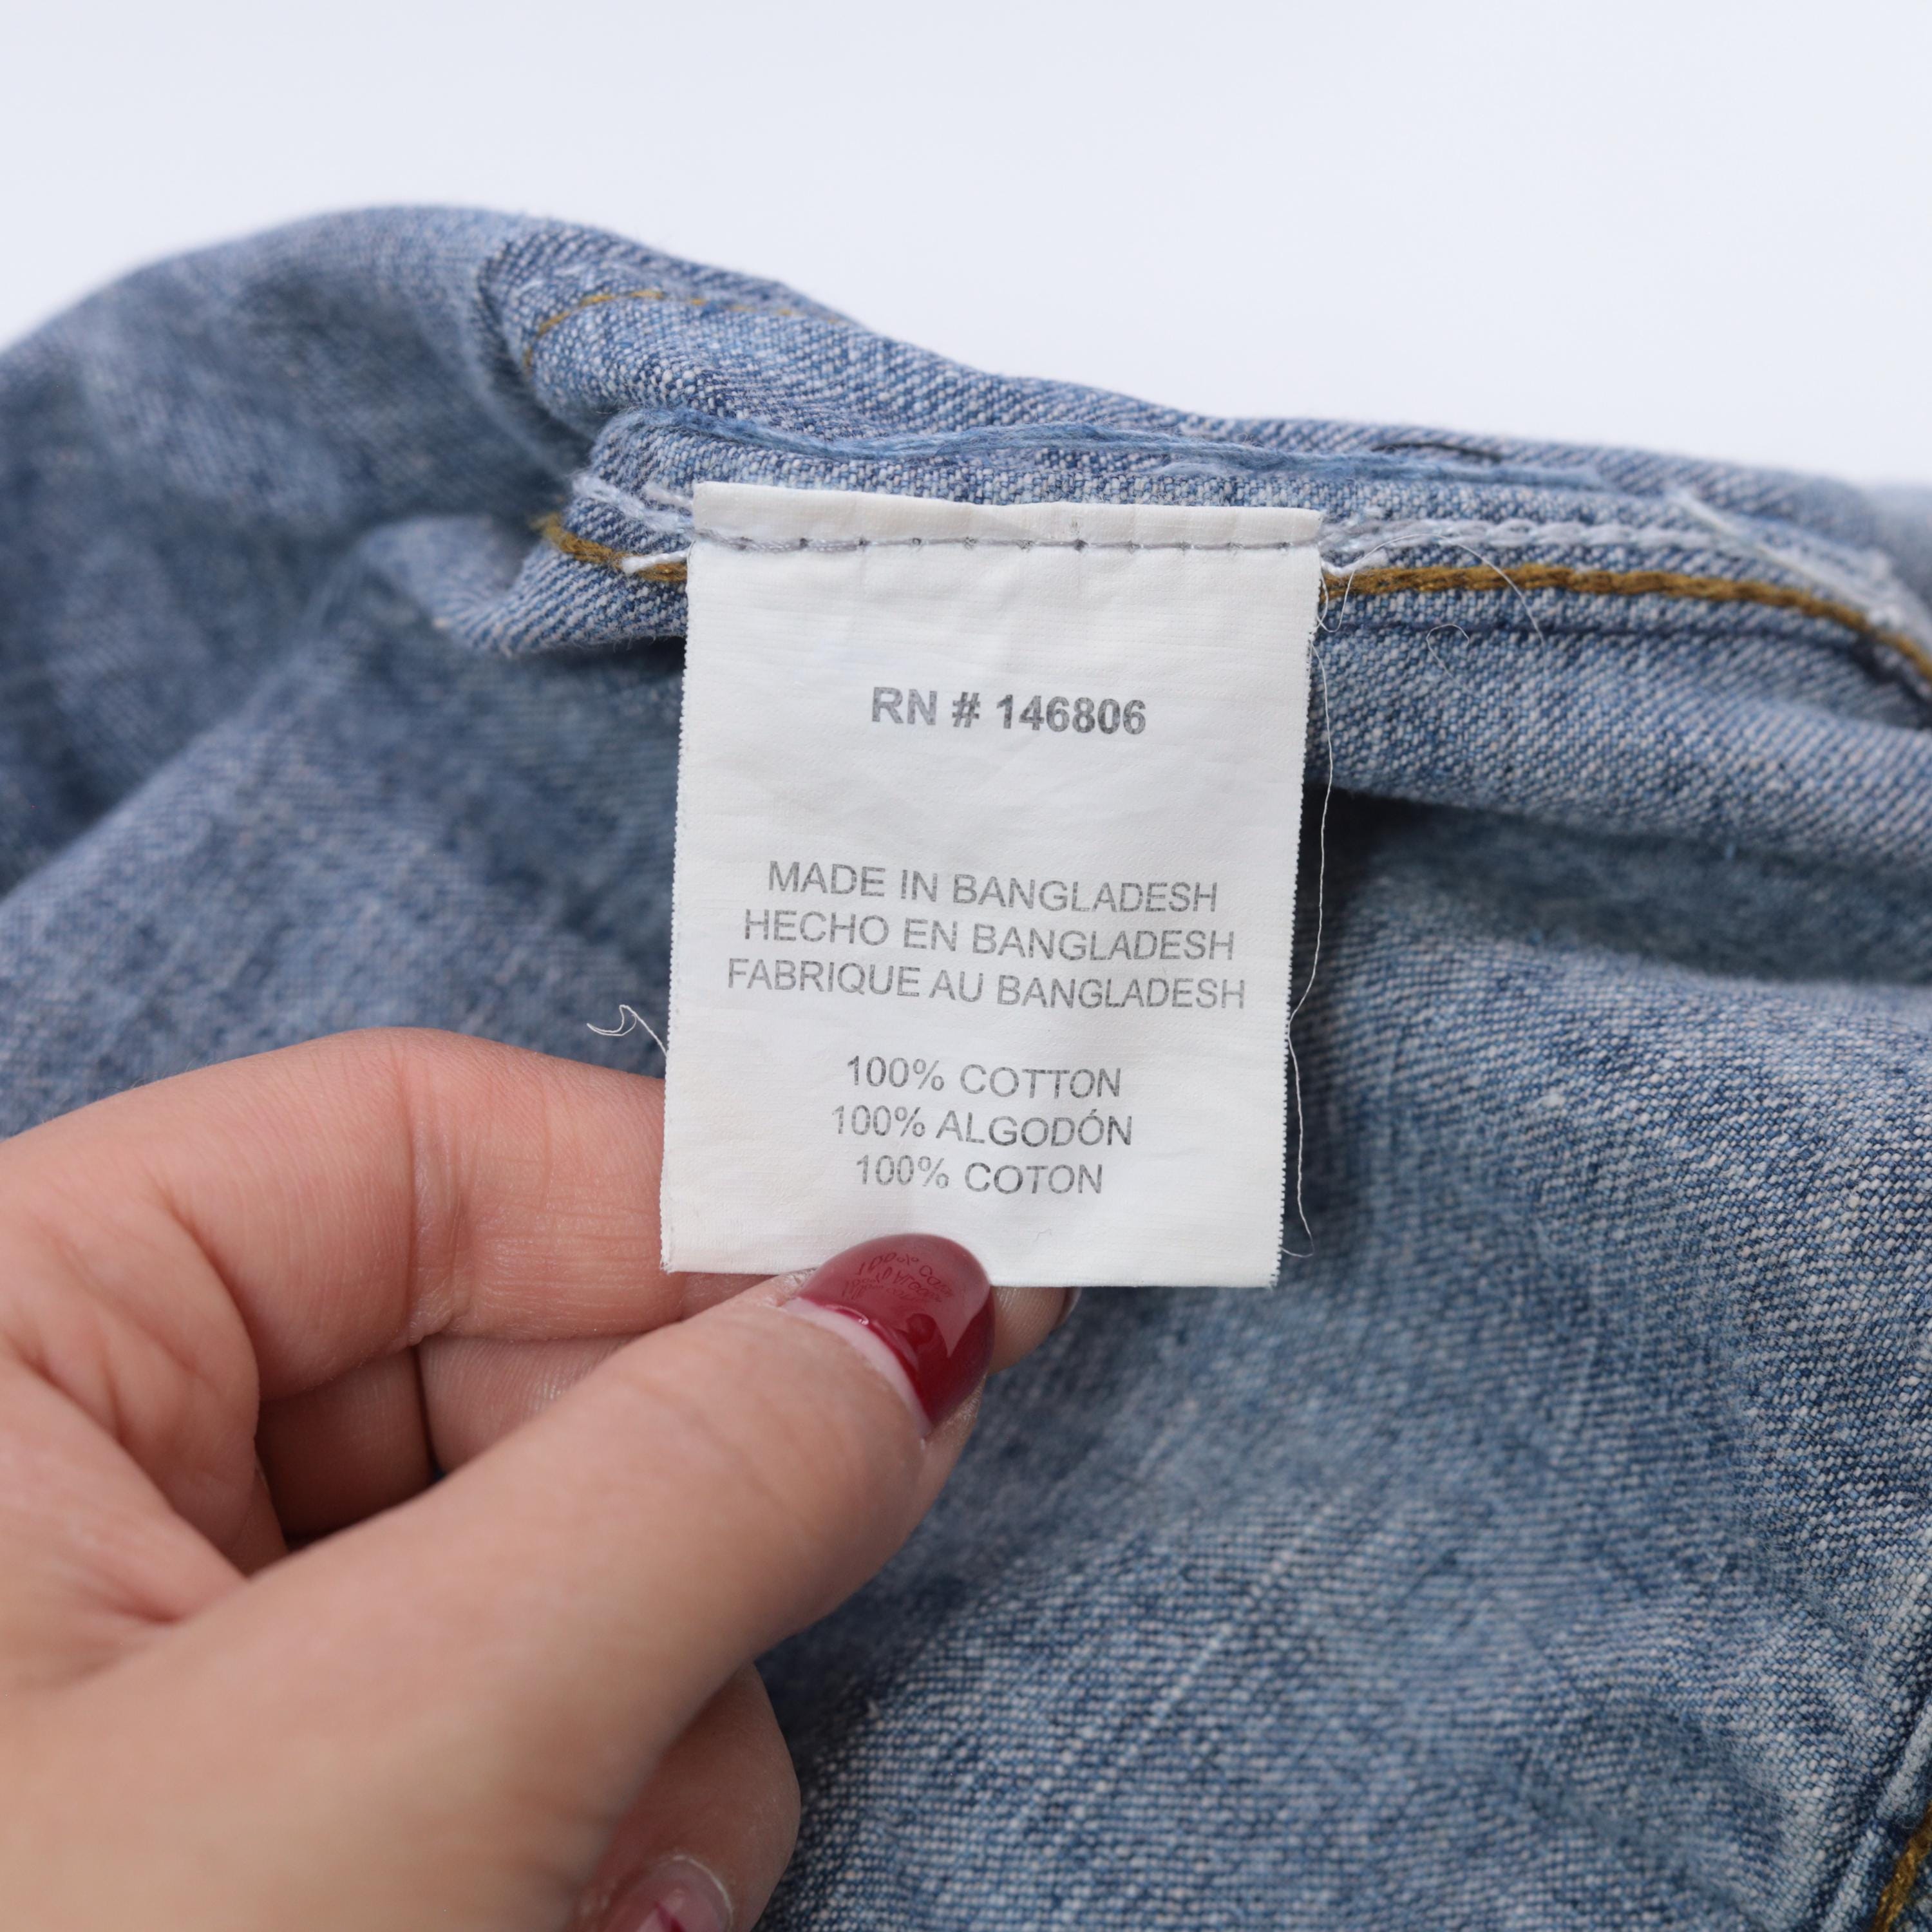 RN # 146806
MADE IN BANGLADESH
HECHO EN BANGLADESH
FABRIQUE AU BANGLADESH
100% COTTON
100% ALGODÓN
100% COTON